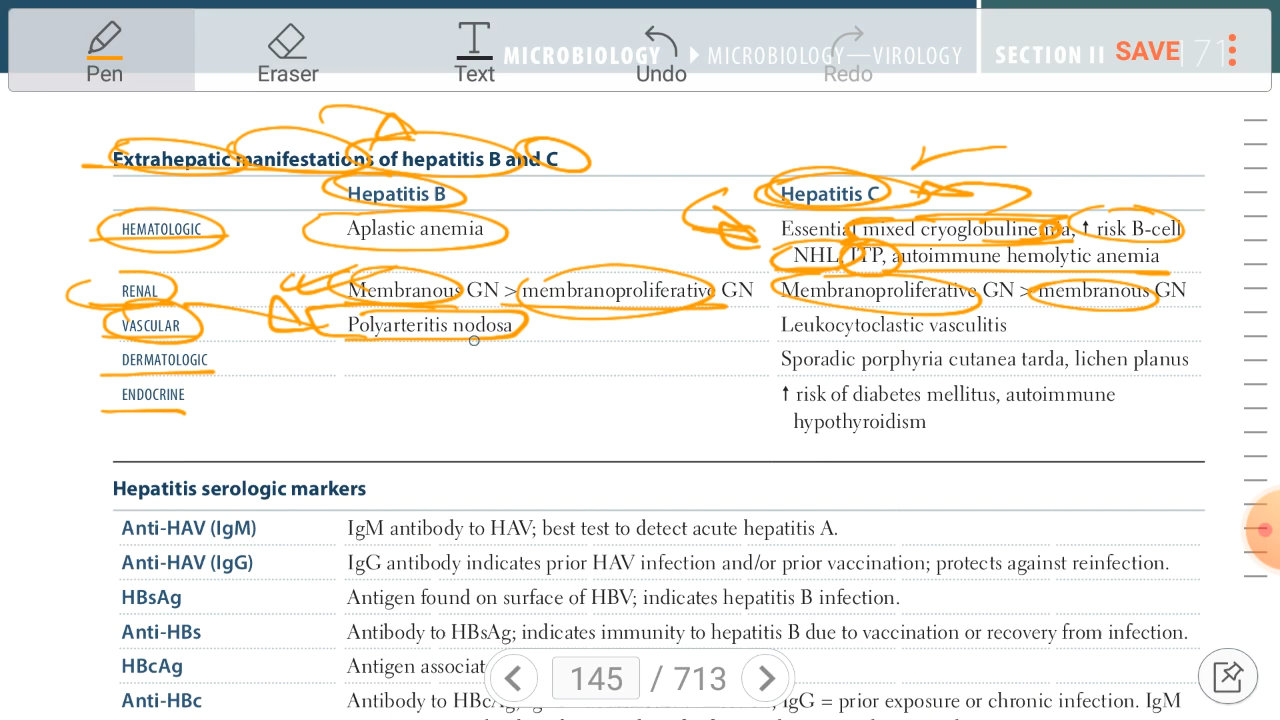 Pen
Eraser
Text
Undo
Redo
MICROBIOLOGY ▶ MICROBIOLOGY—VIROLOGY
SECTION II
SAVE
171
Extrahepatic manifestations of hepatitis B and C
Hepatitis B
Hepatitis C
HEMATOLOGIC
Aplastic anemia
Essential mixed cryoglobulinemia, ↑ risk B-cell
NHL, ITP, autoimmune hemolytic anemia
RENAL
Membranous GN > membranoproliferative GN
Membranoproliferative GN > membranous GN
VASCULAR
Polyarteritis nodosa
Leukocytoclastic vasculitis
DERMATOLOGIC
Sporadic porphyria cutanea tarda, lichen planus
ENDOCRINE
↑ risk of diabetes mellitus, autoimmune
hypothyroidism
Hepatitis serologic markers
Anti-HAV (IgM)
IgM antibody to HAV; best test to detect acute hepatitis A.
Anti-HAV (IgG)
IgG antibody indicates prior HAV infection and/or prior vaccination; protects against reinfection.
HBsAg
Antigen found on surface of HBV; indicates hepatitis B infection.
Anti-HBs
Antibody to HBsAg; indicates immunity to hepatitis B due to vaccination or recovery from infection.
HBcAg
Antigen
145 / 713
Anti-HBc
Antibody to IgG = prior exposure or chronic infection. IgM